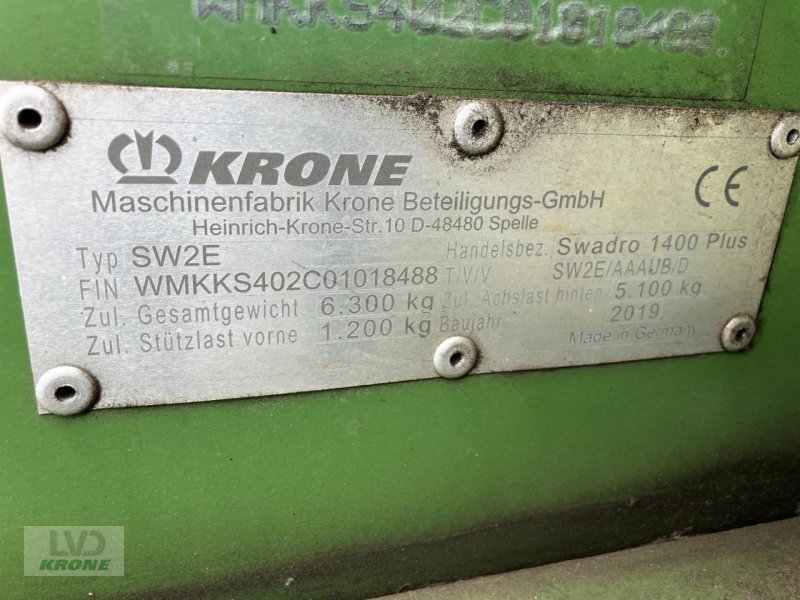 WMKKS402C01018488
KRONE
Maschinenfabrik Krone Beteiligungs-GmbH
Heinrich-Krone-Str.10 D-48480 Spelle
Typ SW2E Handelsbez. Swadro 1400 Plus
FIN WMKKS402C01018488 T/V/V SW2E/AAAUB/D
Zul. Gesamtgewicht 6.300 kg Zul. Achslast hinten 5.100 kg
Zul. Stützlast vorne 1.200 kg Baujahr 2019
Made in Germany
CE
LVD
KRONE